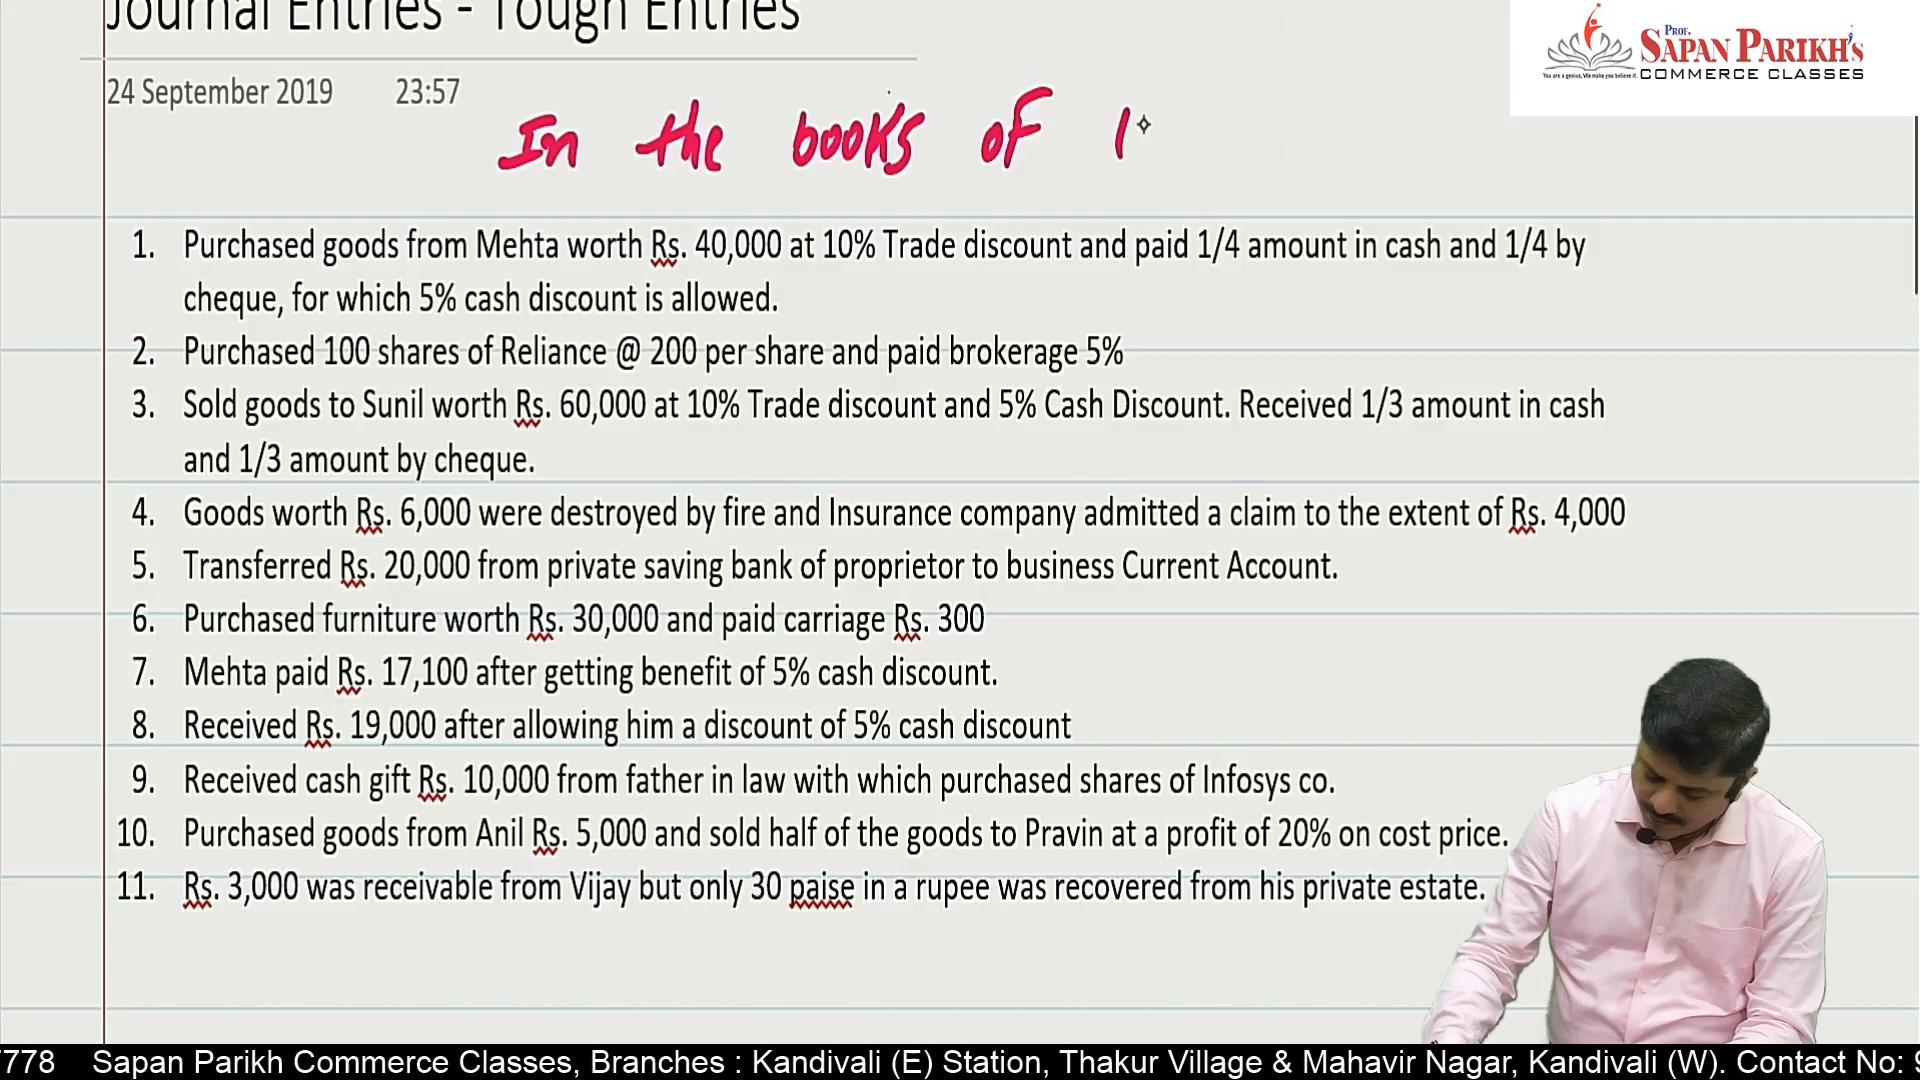 Journal Entries - Tough Entries
PROF. SAPAN PARIKH'S
You are a genius, We make you believe it. COMMERCE CLASSES
24 September 2019 23:57
In the books of
1. Purchased goods from Mehta worth Rs. 40,000 at 10% Trade discount and paid 1/4 amount in cash and 1/4 by
cheque, for which 5% cash discount is allowed.
2. Purchased 100 shares of Reliance @ 200 per share and paid brokerage 5%
3. Sold goods to Sunil worth Rs. 60,000 at 10% Trade discount and 5% Cash Discount. Received 1/3 amount in cash
and 1/3 amount by cheque.
4. Goods worth Rs. 6,000 were destroyed by fire and Insurance company admitted a claim to the extent of Rs. 4,000
5. Transferred Rs. 20,000 from private saving bank of proprietor to business Current Account.
6. Purchased furniture worth Rs. 30,000 and paid carriage Rs. 300
7. Mehta paid Rs. 17,100 after getting benefit of 5% cash discount.
8. Received Rs. 19,000 after allowing him a discount of 5% cash discount
9. Received cash gift Rs. 10,000 from father in law with which purchased shares of Infosys co.
10. Purchased goods from Anil Rs. 5,000 and sold half of the goods to Pravin at a profit of 20% on cost price.
11. Rs. 3,000 was receivable from Vijay but only 30 paise in a rupee was recovered from his private estate.
7778 Sapan Parikh Commerce Classes, Branches : Kandivali (E) Station, Thakur Village & Mahavir Nagar, Kandivali (W). Contact No: 9